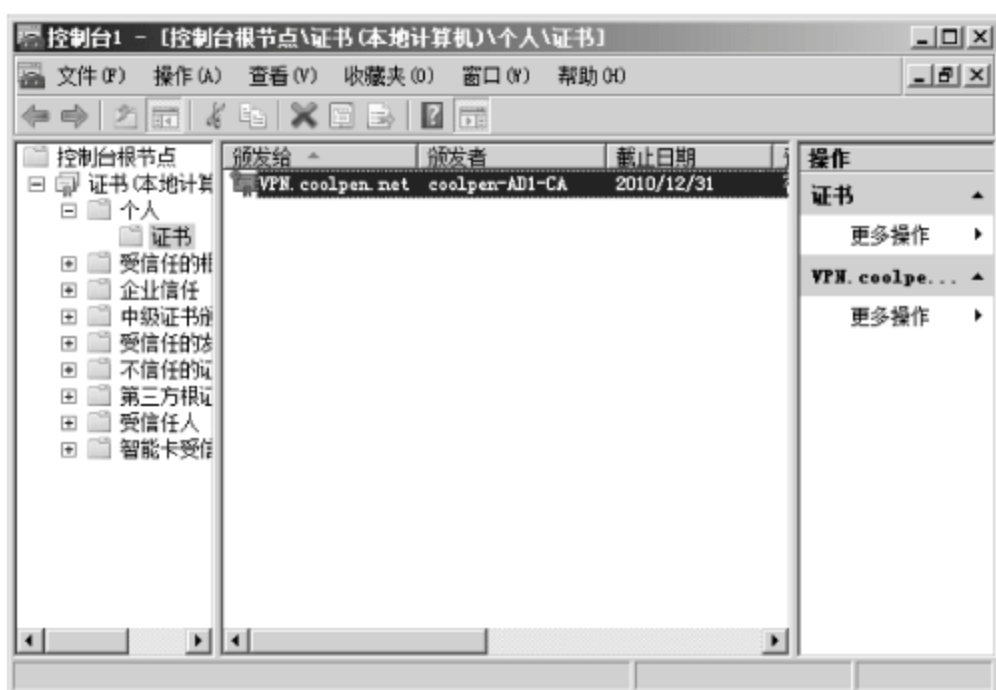 控制台1 - [控制台根节点\证书(本地计算机)\个人\证书]
文件(F) 操作(A) 查看(V) 收藏夹(O) 窗口(W) 帮助(H)
控制台根节点
证书(本地计算
个人
证书
受信任的根
企业信任
中级证书颁
受信任的发
不信任的证
第三方根证
受信任人
智能卡受信
颁发给 颁发者 截止日期
VPN.coolpen.net coolpen-AD1-CA 2010/12/31
操作
证书
更多操作
VPN.coolpe...
更多操作